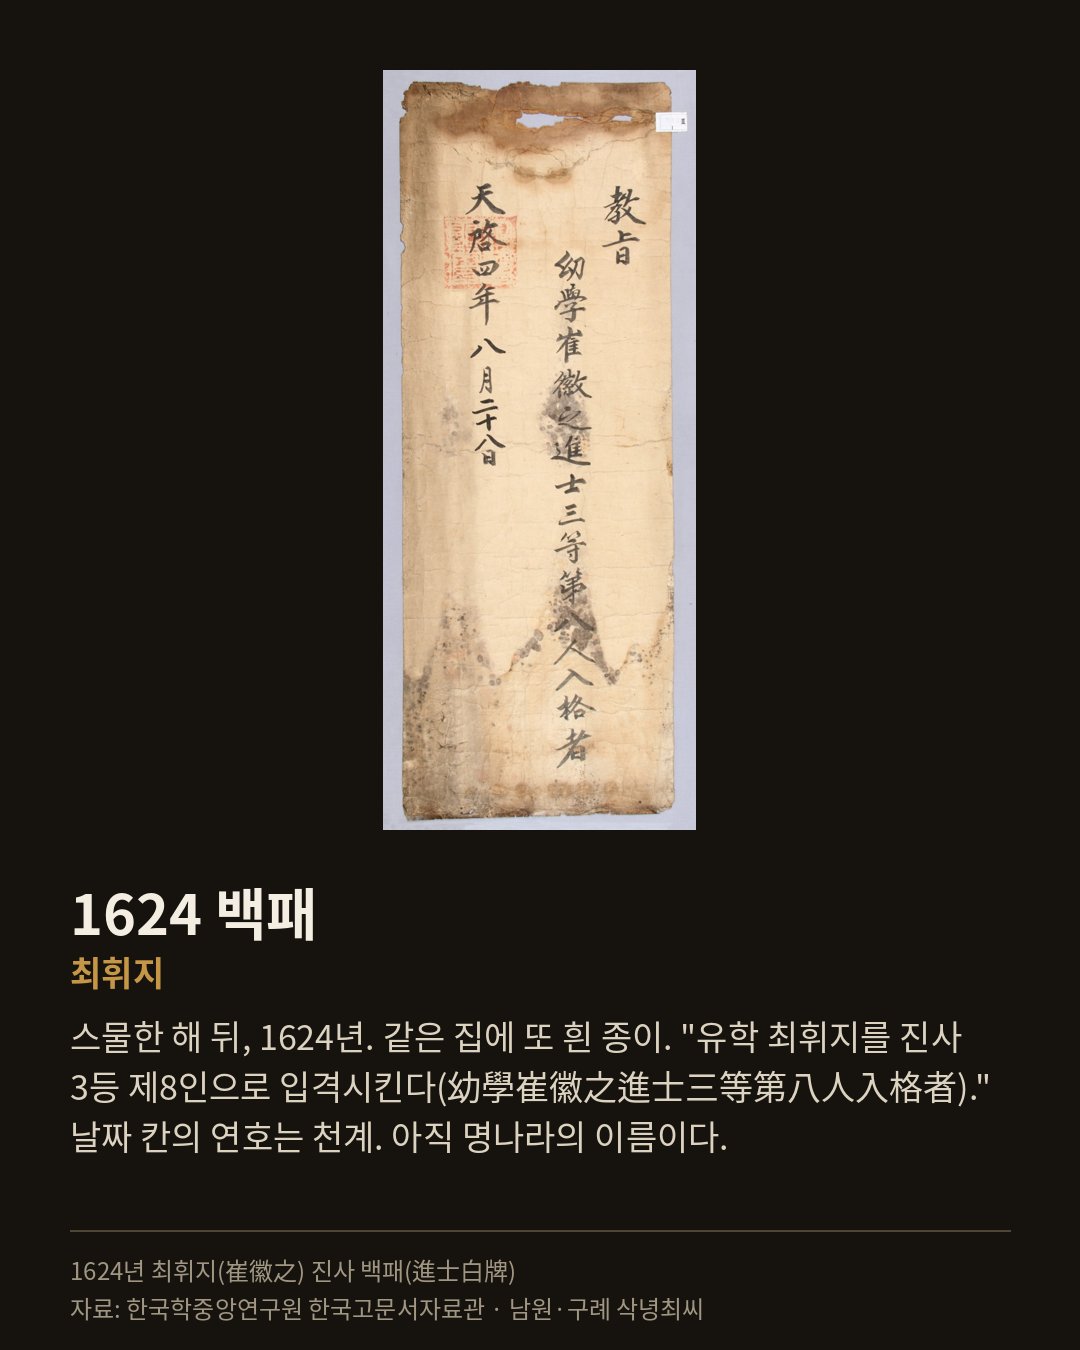 教旨
幼學崔徽之進士三等第八人入格者
天啓四年八月二十八日
1624 백패
최휘지
스물한 해 뒤, 1624년. 같은 집에 또 흰 종이. "유학 최휘지를 진사
3등 제8인으로 입격시킨다(幼學崔徽之進士三等第八人入格者)."
날짜 칸의 연호는 천계. 아직 명나라의 이름이다.
1624년 최휘지(崔徽之) 진사 백패(進士白牌)
자료: 한국학중앙연구원 한국고문서자료관 · 남원·구례 삭녕최씨